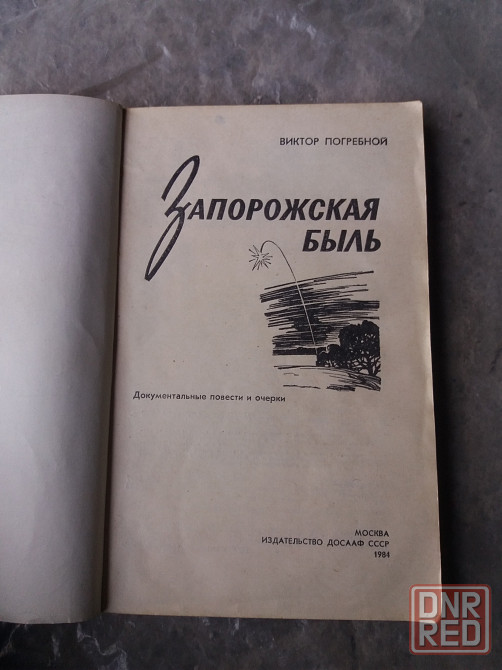 ВИКТОР ПОГРЕБНОЙ
ЗАПОРОЖСКАЯ
БЫЛЬ
Документальные повести и очерки
МОСКВА
ИЗДАТЕЛЬСТВО ДОСААФ СССР
1984
DNR
RED